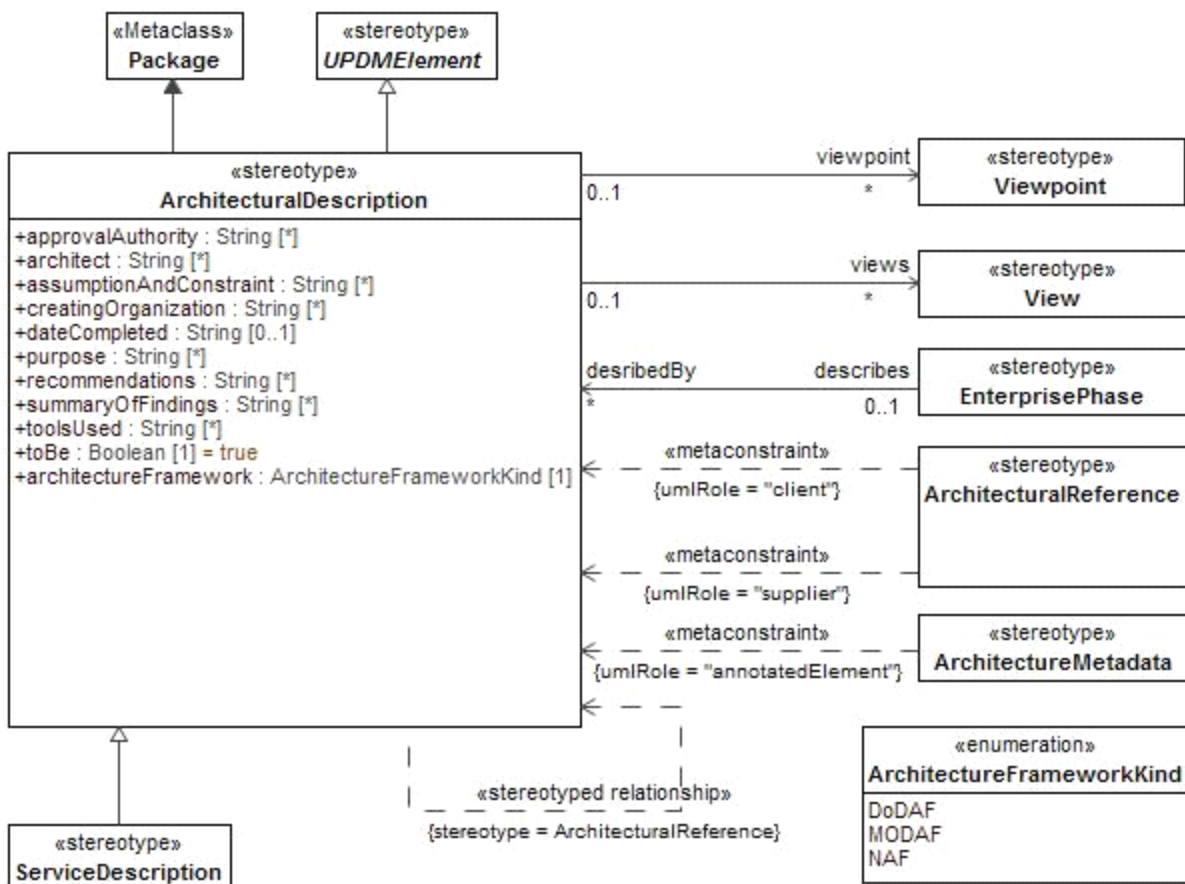 «Metaclass»
Package
«stereotype»
UPDMElement
«stereotype»
ArchitecturalDescription
+approvalAuthority : String [*]
+architect : String [*]
+assumptionAndConstraint : String [*]
+creatingOrganization : String [*]
+dateCompleted : String [0..1]
+purpose : String [*]
+recommendations : String [*]
+summaryOfFindings : String [*]
+toolsUsed : String [*]
+toBe : Boolean [1] = true
+architectureFramework : ArchitectureFrameworkKind [1]
viewpoint
0..1
*
«stereotype»
Viewpoint
views
0..1
*
«stereotype»
View
desribedBy
describes
*
0..1
«stereotype»
EnterprisePhase
«metaconstraint»
{umlRole = "client"}
«stereotype»
ArchitecturalReference
«metaconstraint»
{umlRole = "supplier"}
«metaconstraint»
{umlRole = "annotatedElement"}
«stereotype»
ArchitectureMetadata
«stereotyped relationship»
{stereotype = ArchitecturalReference}
«enumeration»
ArchitectureFrameworkKind
DoDAF
MODAF
NAF
«stereotype»
ServiceDescription